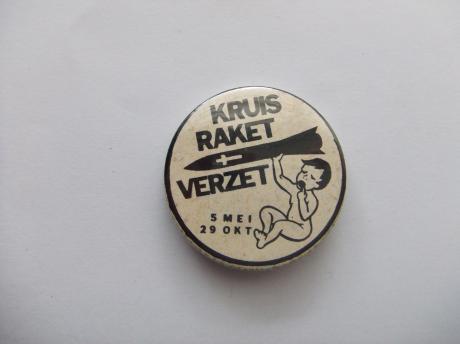 KRUIS
RAKET
VERZET
5 MEI
29 OKT